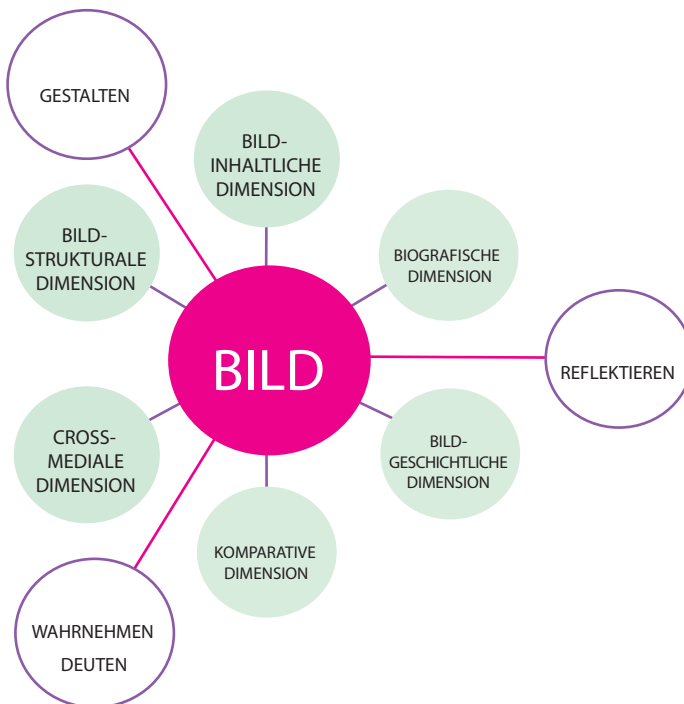 GESTALTEN
BILD-
INHALTLICHE
DIMENSION
BILD-
STRUKTURALE
DIMENSION
BIOGRAFISCHE
DIMENSION
BILD
REFLEKTIEREN
CROSS-
MEDIALE
DIMENSION
BILD-
GESCHICHTLICHE
DIMENSION
KOMPARATIVE
DIMENSION
WAHRNEHMEN
DEUTEN